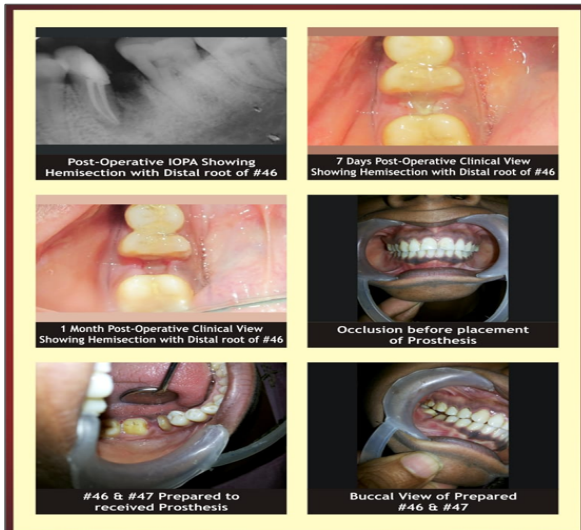 Post-Operative IOPA Showing
Hemisection with Distal root of #46
7 Days Post-Operative Clinical View
Showing Hemisection with Distal root of #46
1 Month Post-Operative Clinical View
Showing Hemisection with Distal root of #46
Occlusion before placement
of Prosthesis
#46 & #47 Prepared to
received Prosthesis
Buccal View of Prepared
#46 & #47